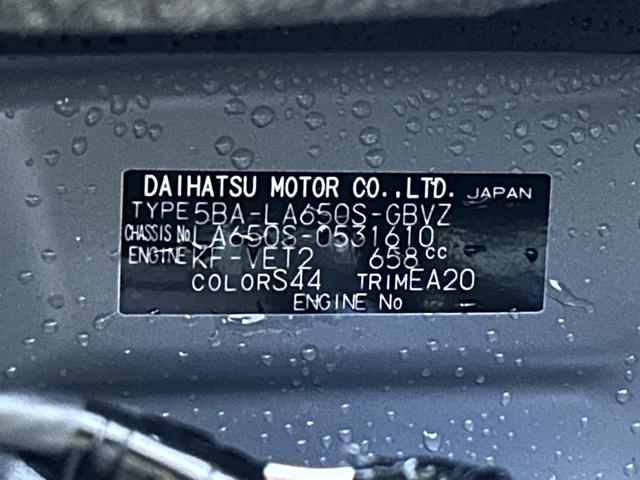 DAIHATSU MOTOR CO.,LTD. JAPAN
TYPE 5BA-LA650S-GBVZ
CHASSIS No LA650S-0531610
ENGINE KF-VET2 658cc
COLOR S44 TRIM EA20
ENGINE No